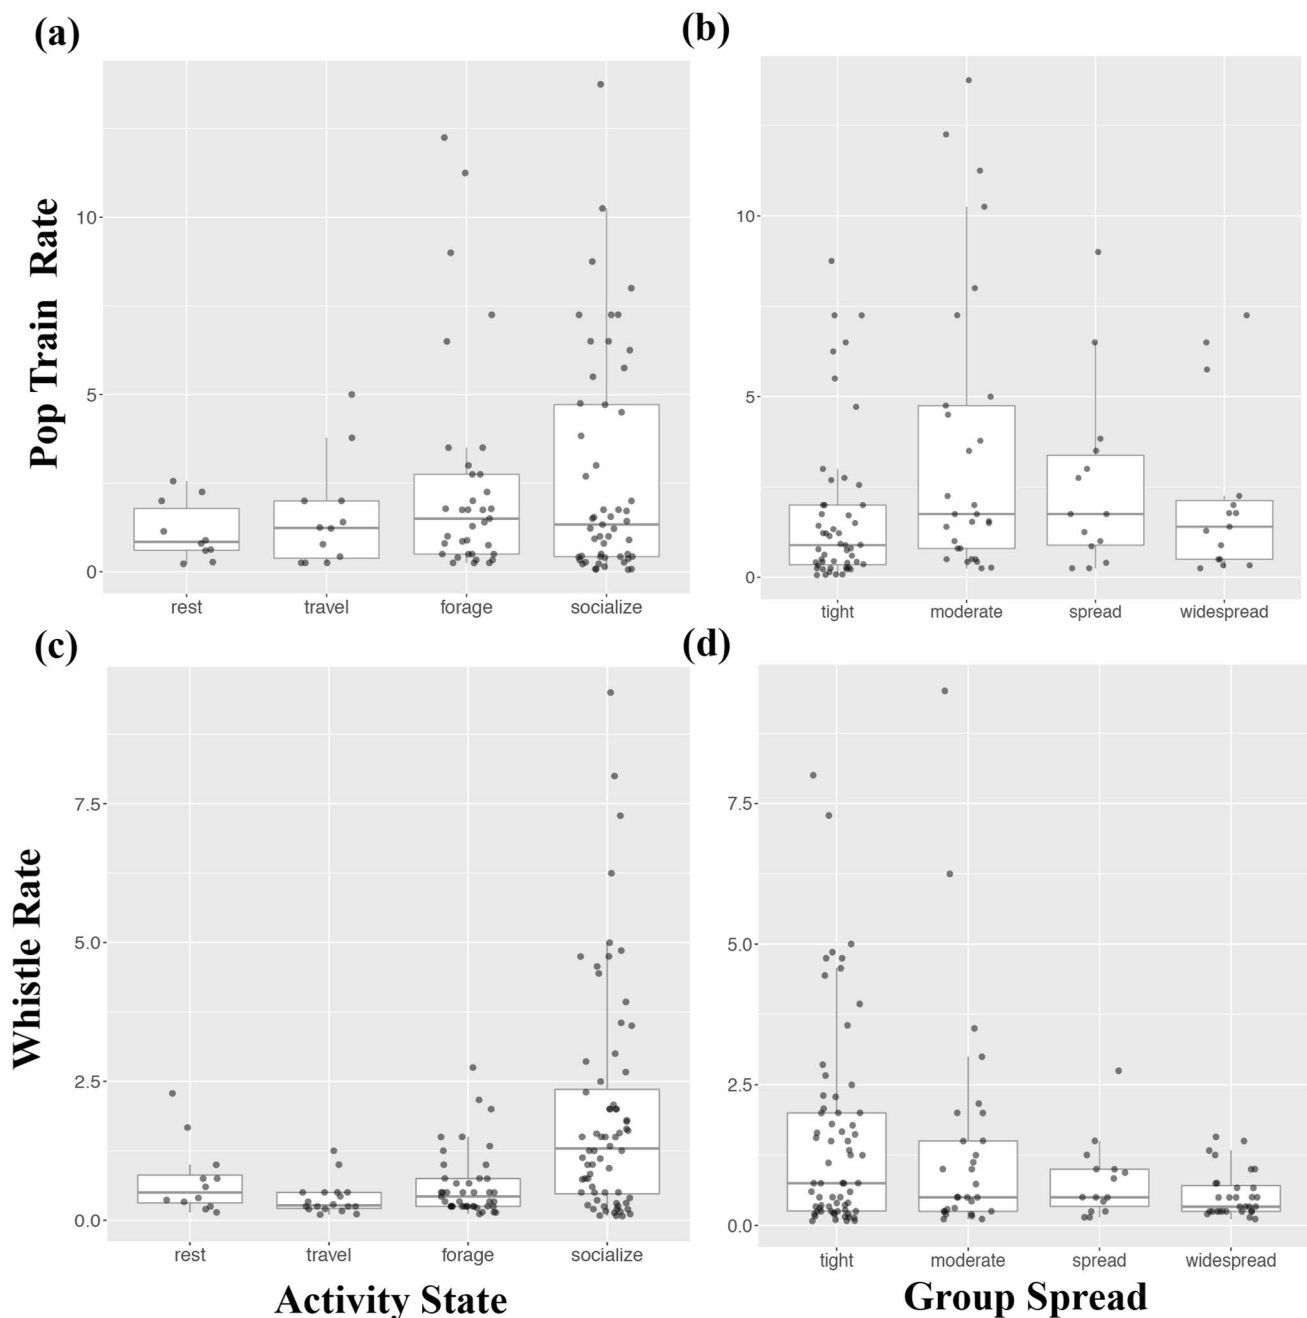 (a)
(b)
Pop Train Rate
10
5
0
rest travel forage socialize
10
5
0
tight moderate spread widespread
(c)
(d)
Whistle Rate
7.5
5.0
2.5
0.0
rest travel forage socialize
Activity State
7.5
5.0
2.5
0.0
tight moderate spread widespread
Group Spread